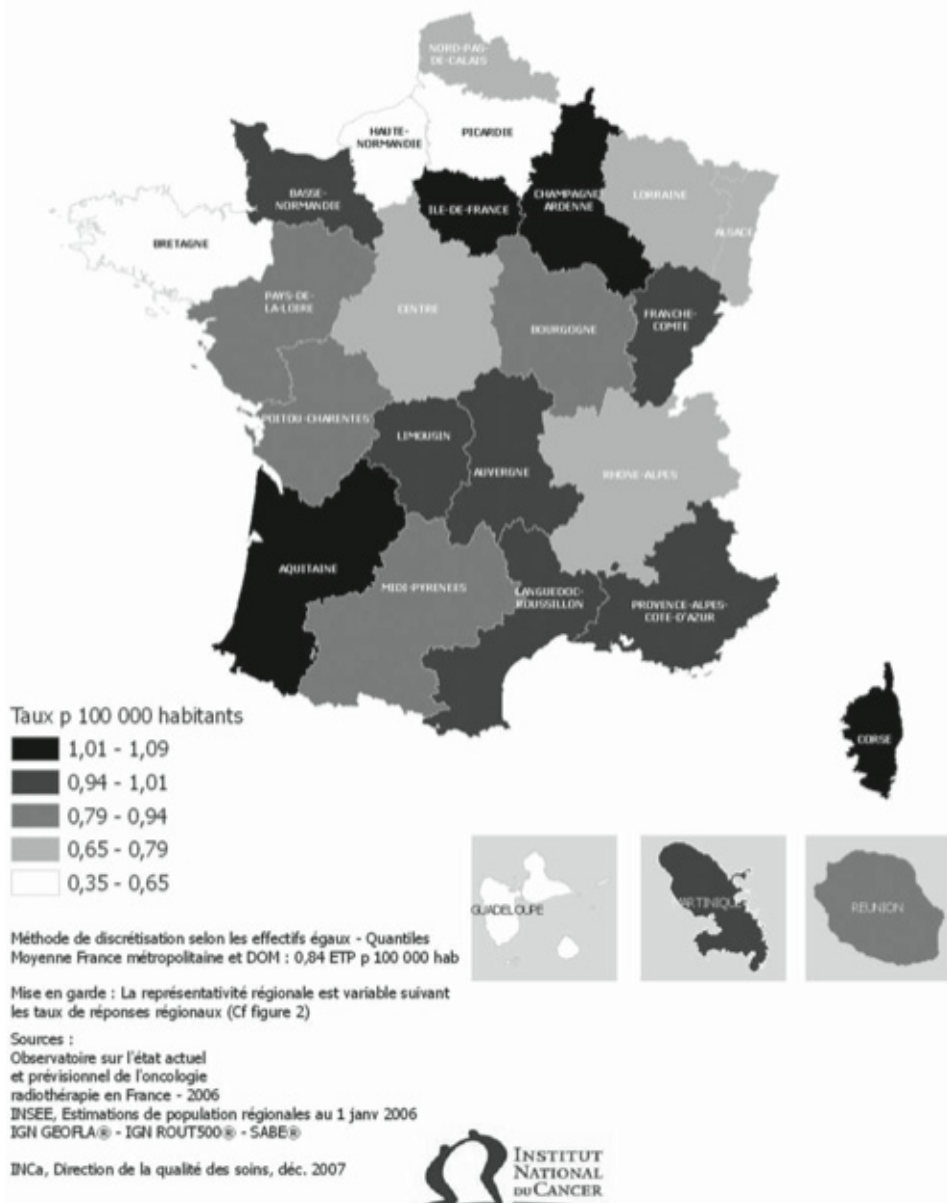 NORD-PAS-
DE-CALAIS
HAUTE-
NORMANDIE
PICARDIE
BASSE-
NORMANDIE
ILE-DE-FRANCE
CHAMPAGNE
ARDENNE
LORRAINE
ALSACE
BRETAGNE
PAYS-DE-
LA-LOIRE
CENTRE
BOURGOGNE
FRANCHE-
COMTE
POITOU-CHARENTES
LIMOUSIN
AUVERGNE
RHONE-ALPES
AQUITAINE
MIDI-PYRENEES
LANGUEDOC-
ROUSSILLON
PROVENCE-ALPES-
COTE-D'AZUR
CORSE
Taux p 100 000 habitants
1,01 - 1,09
0,94 - 1,01
0,79 - 0,94
0,65 - 0,79
0,35 - 0,65
GUADELOUPE
MARTINIQUE
REUNION
Méthode de discrétisation selon les effectifs égaux - Quantiles
Moyenne France métropolitaine et DOM : 0,84 ETP p 100 000 hab
Mise en garde : La représentativité régionale est variable suivant
les taux de réponses régionaux (Cf figure 2)
Sources :
Observatoire sur l'état actuel
et prévisionnel de l'oncologie
radiothérapie en France - 2006
INSEE, Estimations de population régionales au 1 janv 2006
IGN GEOFLA® - IGN ROUT500® - SABE®
INCa, Direction de la qualité des soins, déc. 2007
INSTITUT
NATIONAL
DU CANCER